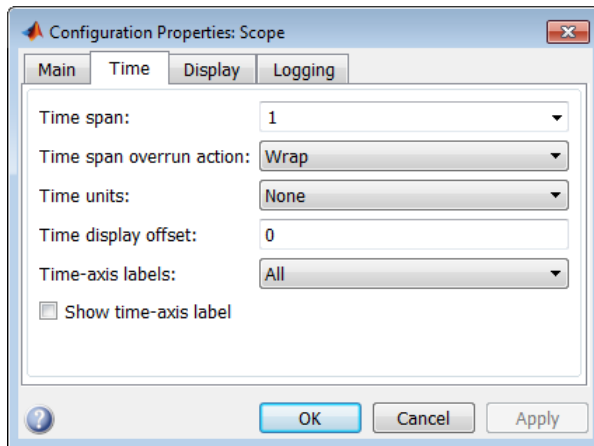 Configuration Properties: Scope
Main Time Display Logging
Time span: 1
Time span overrun action: Wrap
Time units: None
Time display offset: 0
Time-axis labels: All
Show time-axis label
? OK Cancel Apply